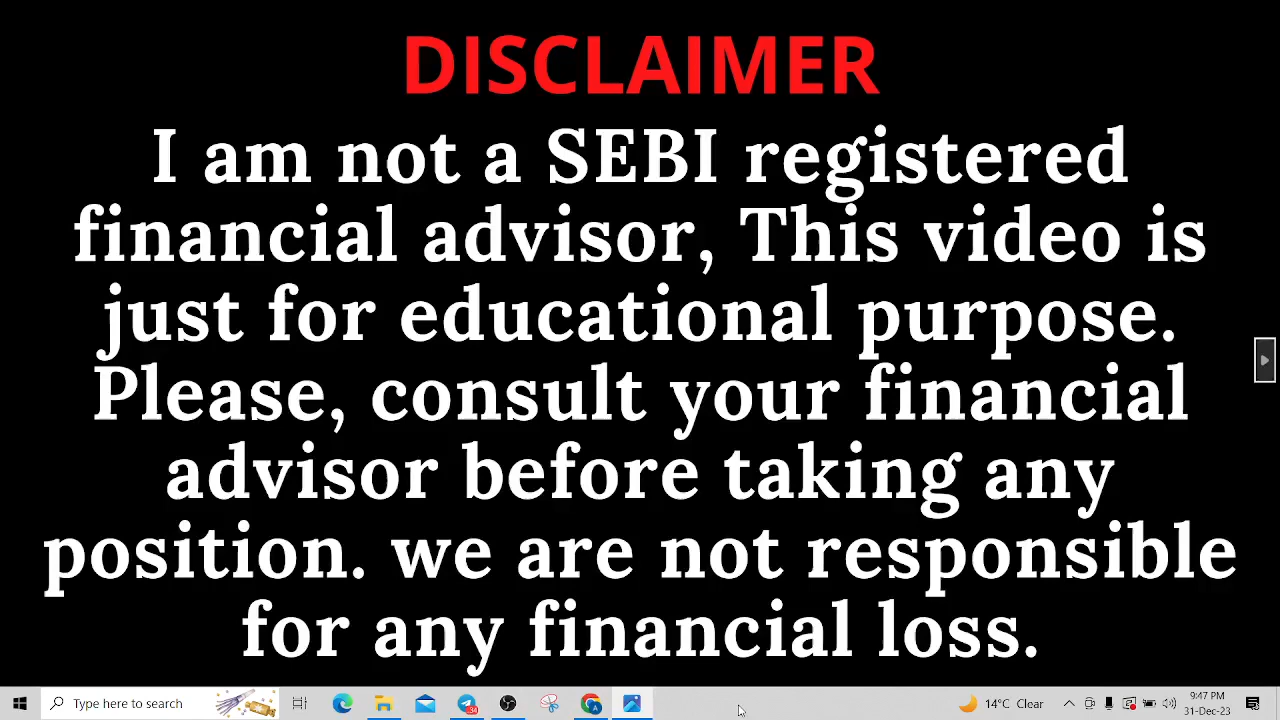 DISCLAIMER
I am not a SEBI registered
financial advisor, This video is
just for educational purpose.
Please, consult your financial
advisor before taking any
position. we are not responsible
for any financial loss.
Type here to search
14°C Clear
9:47 PM
31-Dec-23